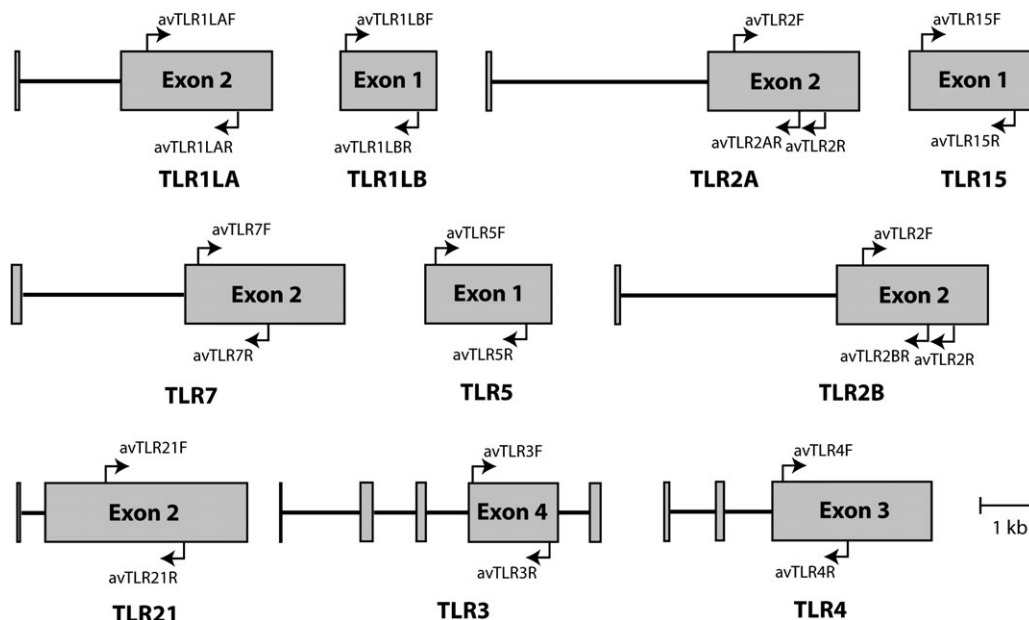 avTLR1LAF
avTLR1LBF
avTLR2F
avTLR15F
Exon 2
Exon 1
Exon 2
Exon 1
avTLR1LAR
avTLR1LBR
avTLR2AR
avTLR2R
avTLR15R
TLR1LA
TLR1LB
TLR2A
TLR15
avTLR7F
avTLR5F
avTLR2F
Exon 2
Exon 1
Exon 2
avTLR7R
avTLR5R
avTLR2BR
avTLR2R
TLR7
TLR5
TLR2B
avTLR21F
avTLR3F
avTLR4F
Exon 2
Exon 4
Exon 3
1 kb
avTLR21R
avTLR3R
avTLR4R
TLR21
TLR3
TLR4